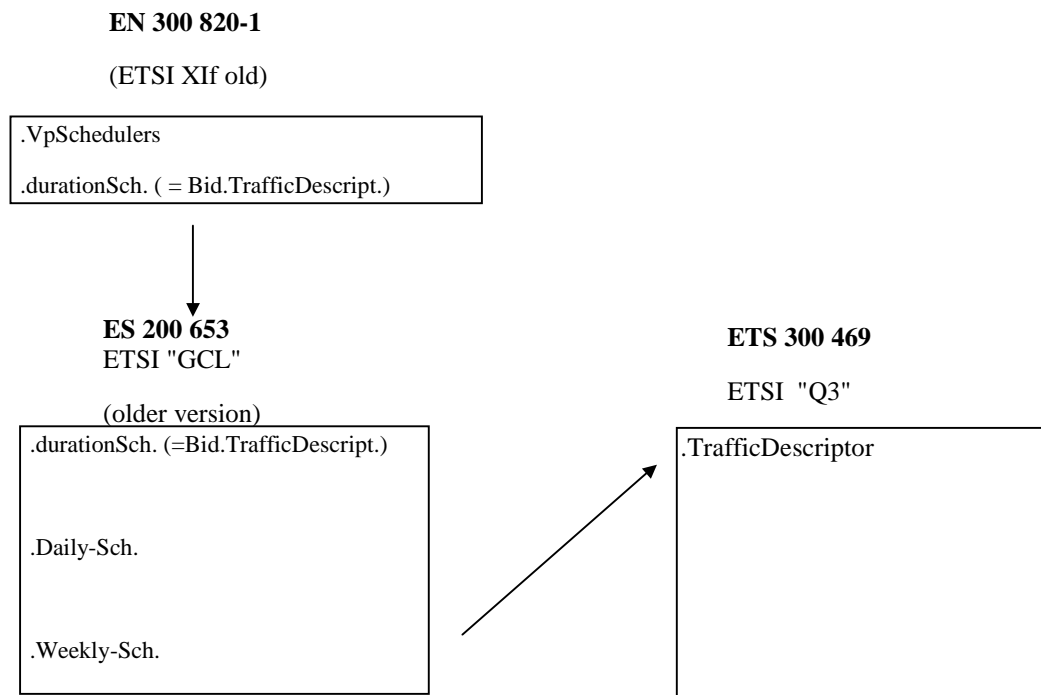 EN 300 820-1
(ETSI XIf old)
.VpSchedulers
.durationSch. ( = Bid.TrafficDescript.)
ES 200 653
ETSI "GCL"
(older version)
.durationSch. (=Bid.TrafficDescript.)
.Daily-Sch.
.Weekly-Sch.
ETS 300 469
ETSI "Q3"
.TrafficDescriptor